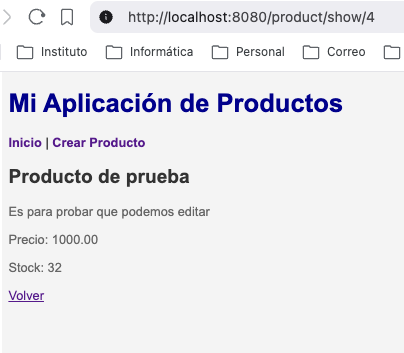 http://localhost:8080/product/show/4
Instituto Informática Personal Correo
Mi Aplicación de Productos
Inicio | Crear Producto
Producto de prueba
Es para probar que podemos editar
Precio: 1000.00
Stock: 32
Volver